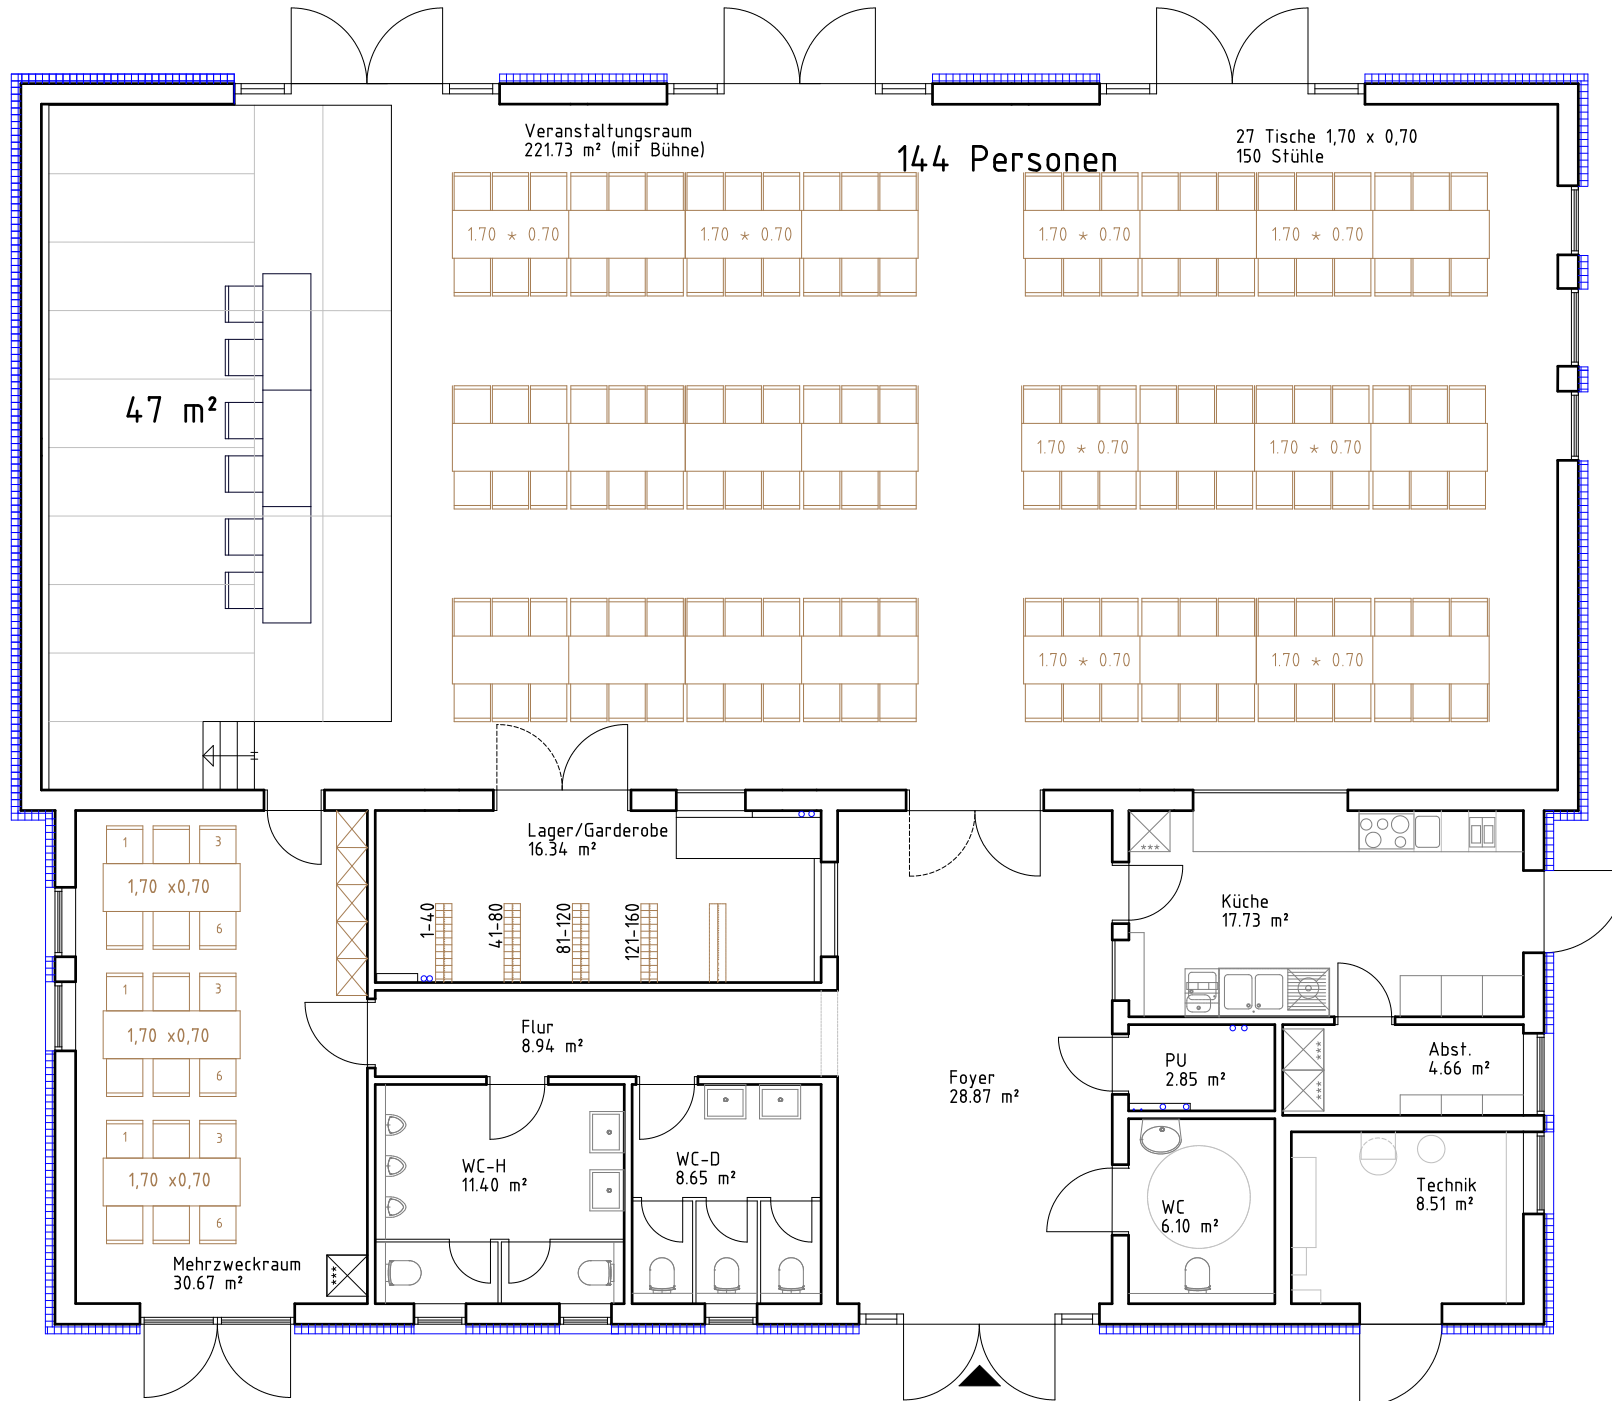 Veranstaltungsraum
221.73 m² (mit Bühne)
144 Personen
27 Tische 1,70 x 0,70
150 Stühle
1.70 * 0.70
1.70 * 0.70
1.70 * 0.70
1.70 * 0.70
47 m²
1.70 * 0.70
1.70 * 0.70
1.70 * 0.70
1.70 * 0.70
Lager/Garderobe
16.34 m²
1-40
41-80
81-120
121-160
1
3
1,70 x0,70
6
1
3
1,70 x0,70
6
1
3
1,70 x0,70
6
Mehrzweckraum
30.67 m²
***
Flur
8.94 m²
WC-H
11.40 m²
WC-D
8.65 m²
Foyer
28.87 m²
***
Küche
17.73 m²
PU
2.85 m²
***
***
Abst.
4.66 m²
WC
6.10 m²
Technik
8.51 m²